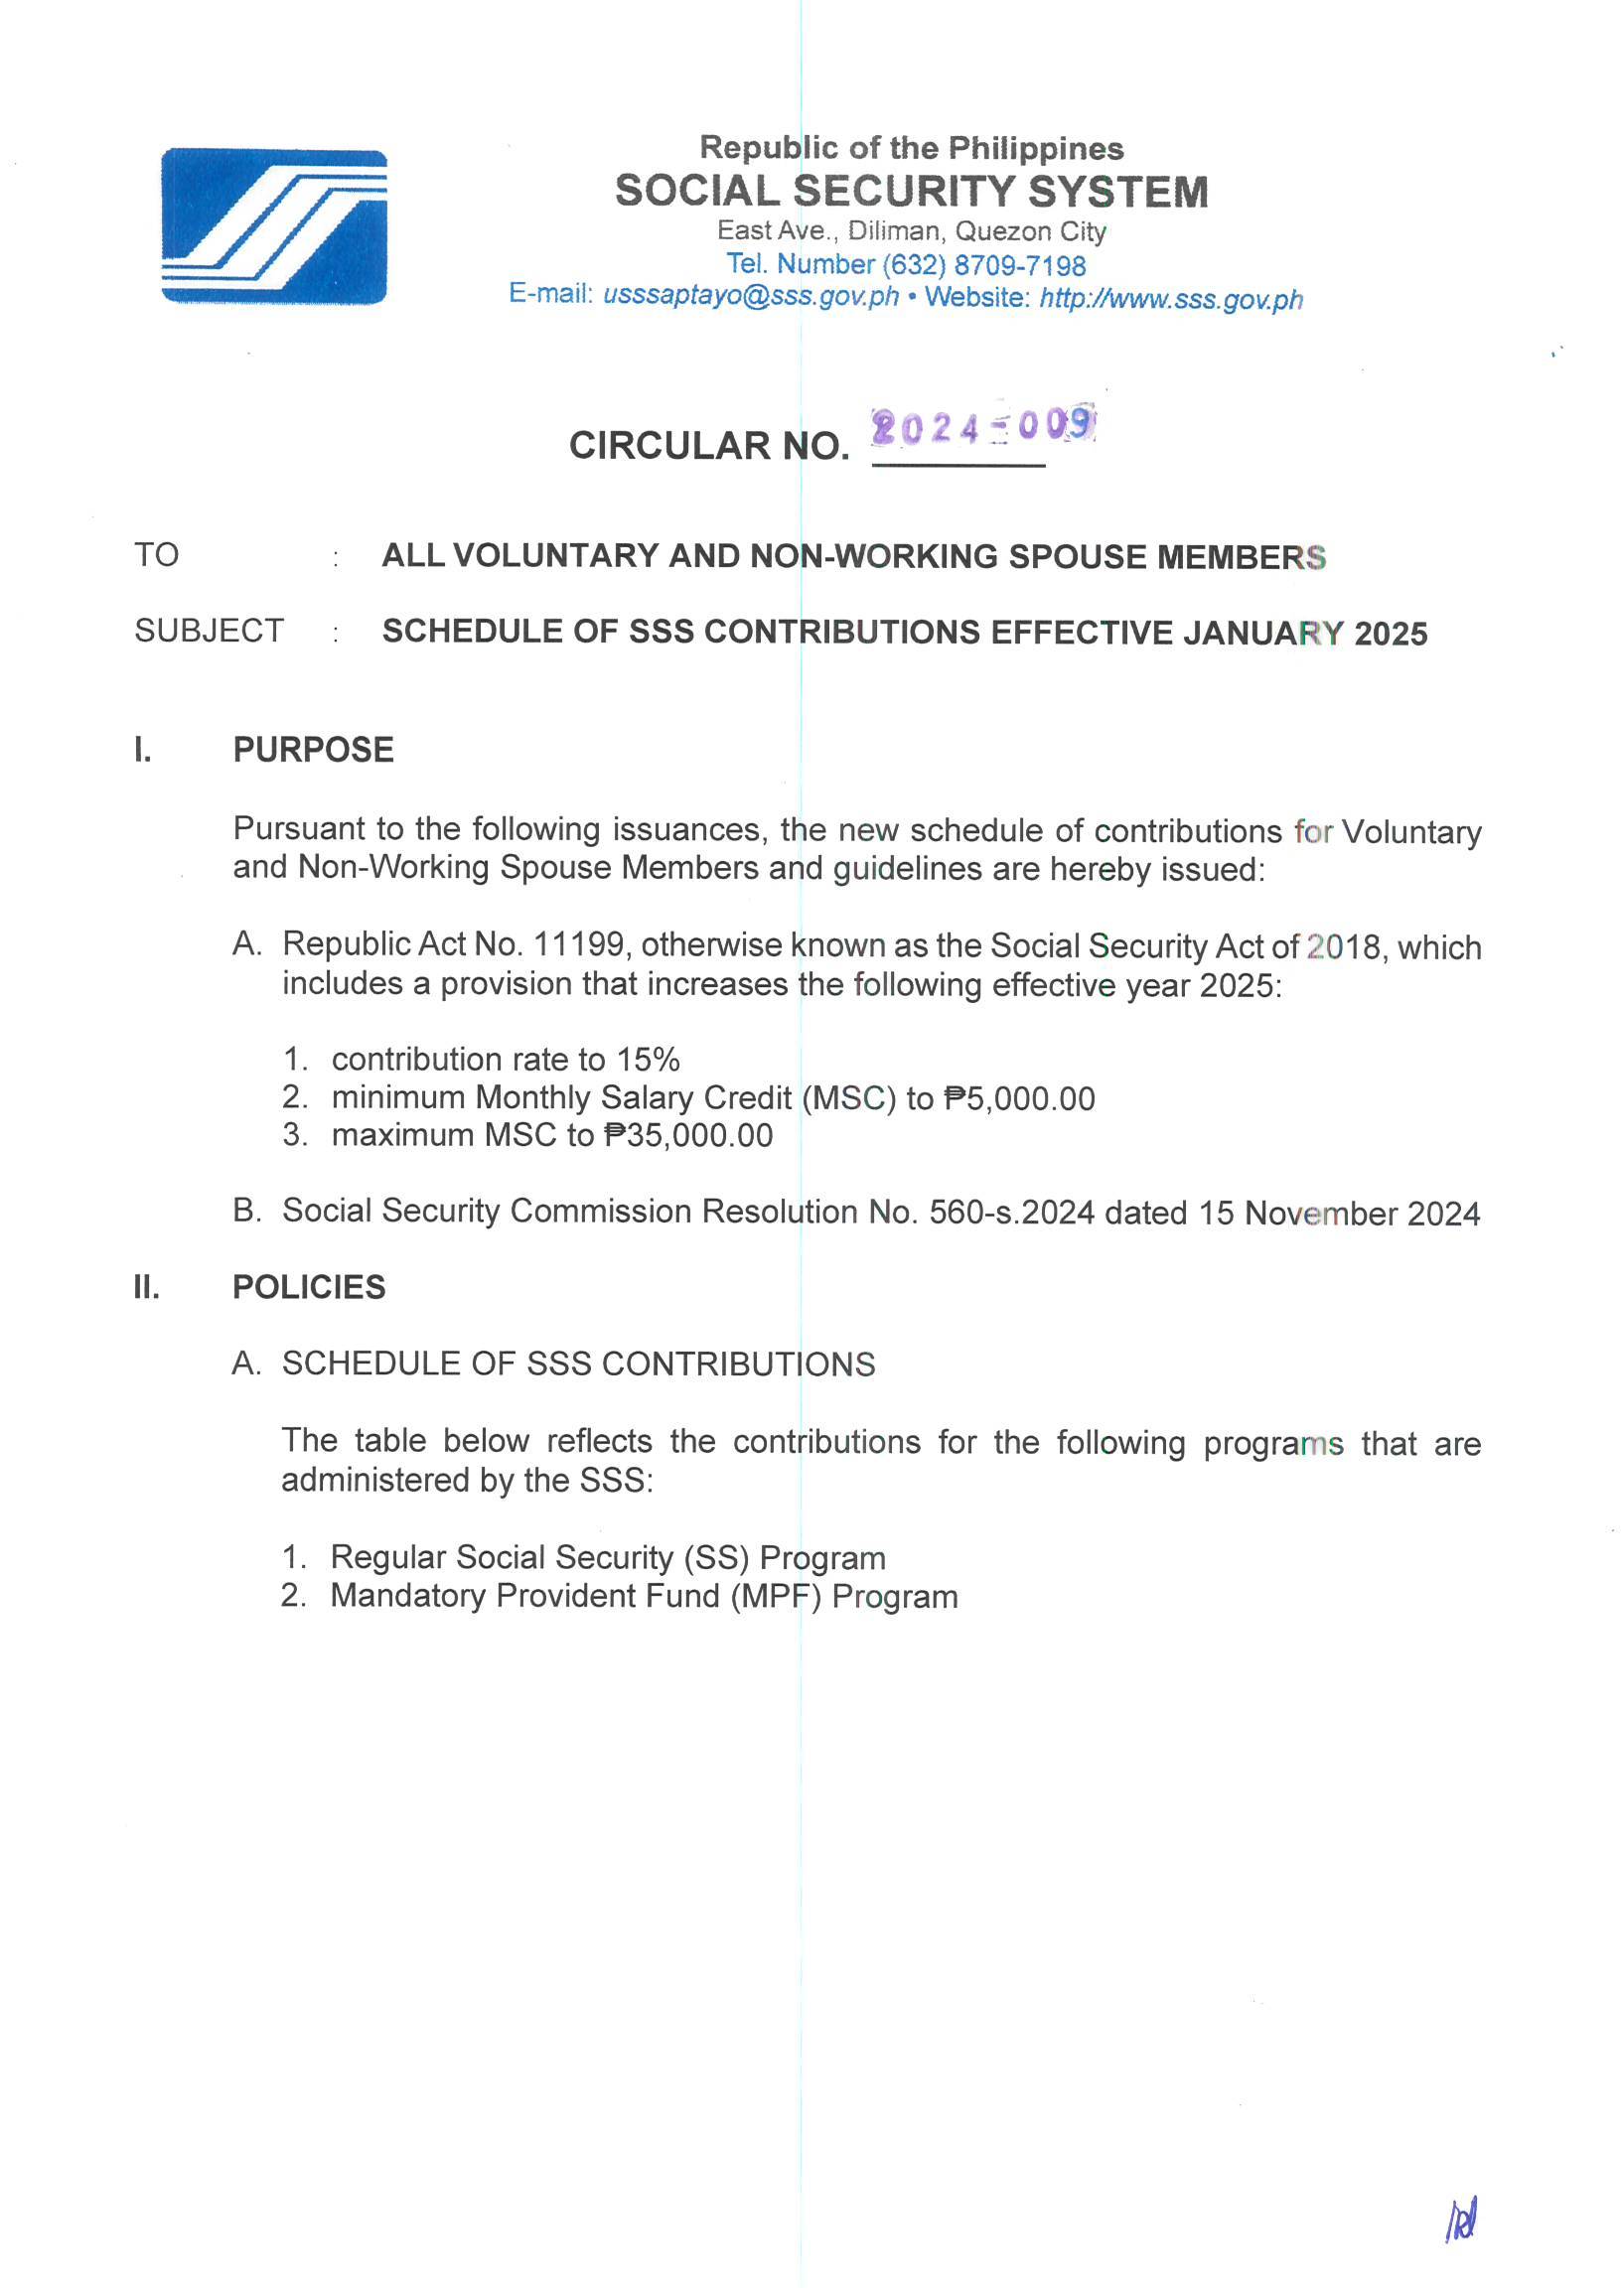 Republic of the Philippines
SOCIAL SECURITY SYSTEM
East Ave., Diliman, Quezon City
Tel. Number (632) 8709-7198
E-mail: usssaptayo@sss.gov.ph • Website: http://www.sss.gov.ph
CIRCULAR NO. 2024-009
TO : ALL VOLUNTARY AND NON-WORKING SPOUSE MEMBERS
SUBJECT : SCHEDULE OF SSS CONTRIBUTIONS EFFECTIVE JANUARY 2025
I. PURPOSE
Pursuant to the following issuances, the new schedule of contributions for Voluntary
and Non-Working Spouse Members and guidelines are hereby issued:
A. Republic Act No. 11199, otherwise known as the Social Security Act of 2018, which
includes a provision that increases the following effective year 2025:
1. contribution rate to 15%
2. minimum Monthly Salary Credit (MSC) to ₱5,000.00
3. maximum MSC to ₱35,000.00
B. Social Security Commission Resolution No. 560-s.2024 dated 15 November 2024
II. POLICIES
A. SCHEDULE OF SSS CONTRIBUTIONS
The table below reflects the contributions for the following programs that are
administered by the SSS:
1. Regular Social Security (SS) Program
2. Mandatory Provident Fund (MPF) Program